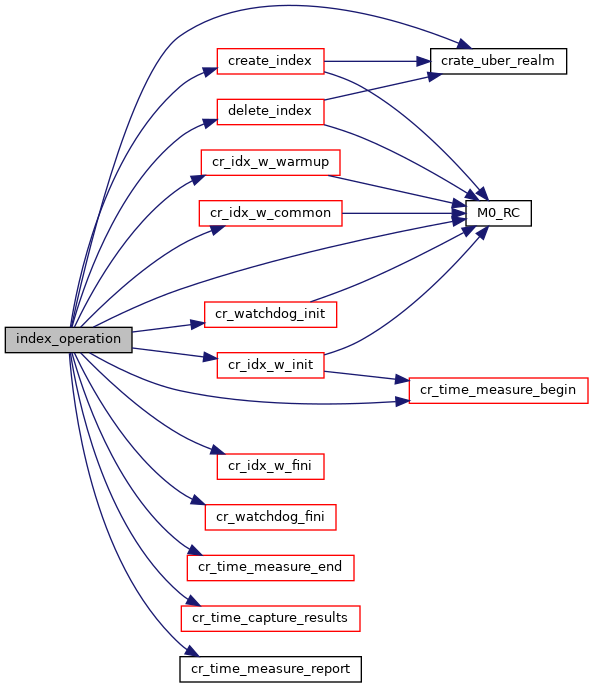 crate_uber_realm
create_index
delete_index
cr_idx_w_warmup
cr_idx_w_common
M0_RC
cr_watchdog_init
index_operation
cr_idx_w_init
cr_time_measure_begin
cr_idx_w_fini
cr_watchdog_fini
cr_time_measure_end
cr_time_capture_results
cr_time_measure_report